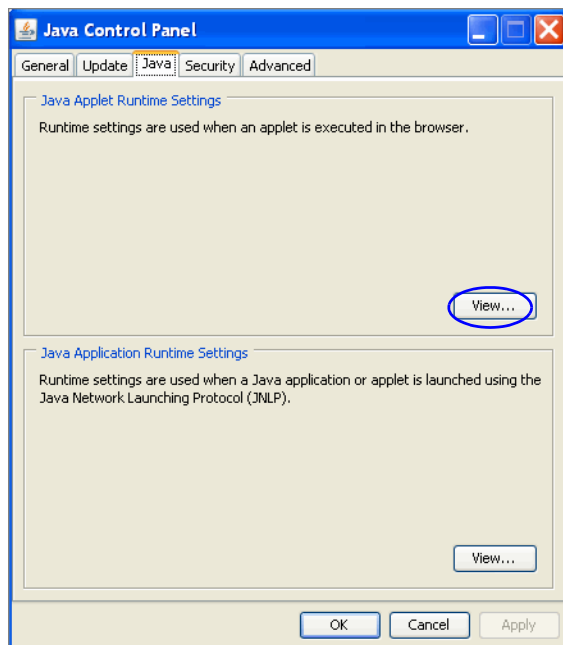 Java Control Panel
General Update Java Security Advanced
Java Applet Runtime Settings
Runtime settings are used when an applet is executed in the browser.
View...
Java Application Runtime Settings
Runtime settings are used when a Java application or applet is launched using the
Java Network Launching Protocol (JNLP).
View...
OK Cancel Apply